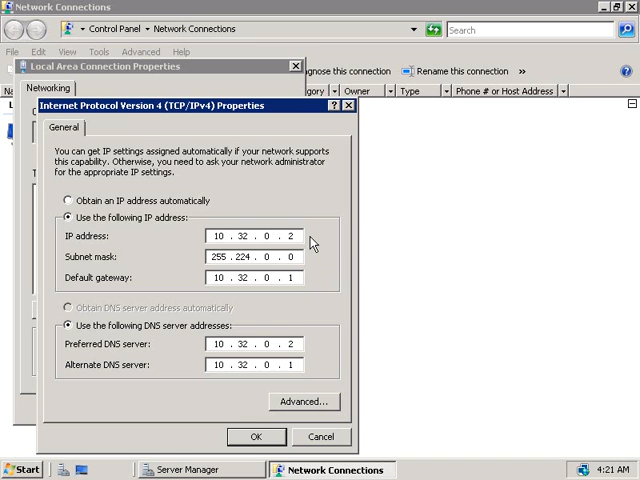 Network Connections
Control Panel
Network Connections
Search
File Edit View Tools Advanced Help
Local Area Connection Properties
Rename this connection
»
Owner Type Phone # or Host Address
Networking
Internet Protocol Version 4 (TCP/IPv4) Properties
General
You can get IP settings assigned automatically if your network supports
this capability. Otherwise, you need to ask your network administrator
for the appropriate IP settings.
Obtain an IP address automatically
Use the following IP address:
IP address: 10 . 32 . 0 . 2
Subnet mask: 255 . 224 . 0 . 0
Default gateway: 10 . 32 . 0 . 1
Obtain DNS server address automatically
Use the following DNS server addresses:
Preferred DNS server: 10 . 32 . 0 . 2
Alternate DNS server: 10 . 32 . 0 . 1
Advanced...
OK Cancel
Start Server Manager Network Connections 4:21 AM